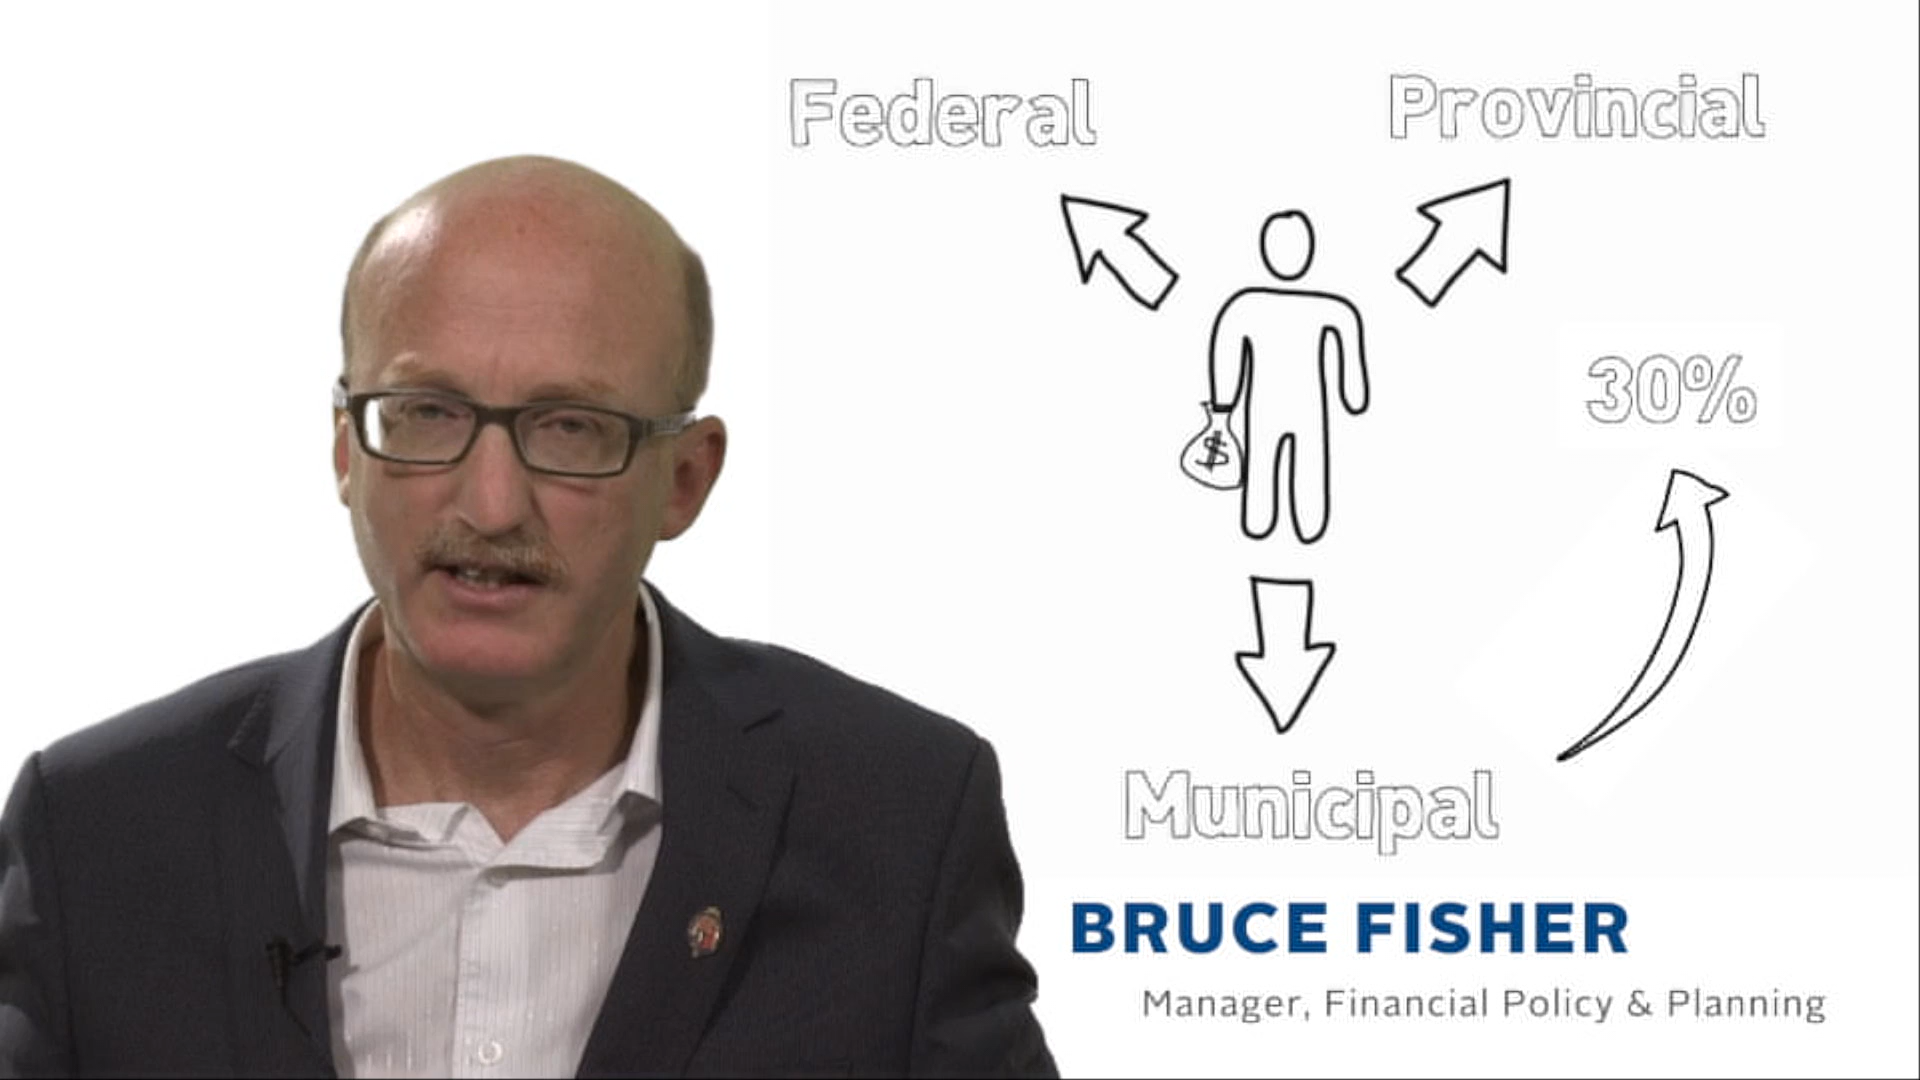 Federal
Provincial
30%
$
Municipal
BRUCE FISHER
Manager, Financial Policy & Planning